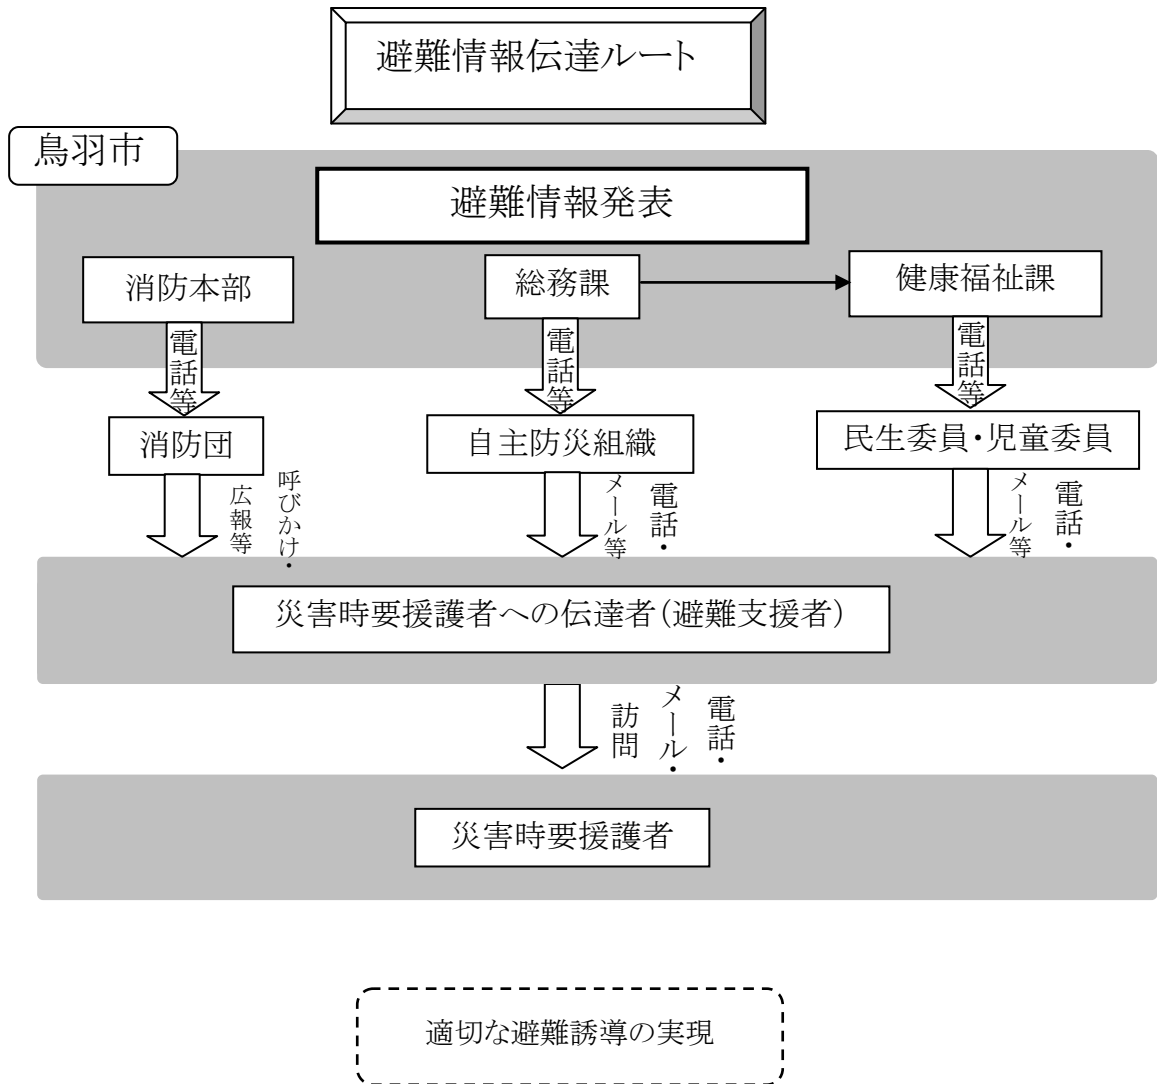 避難情報伝達ルート
鳥羽市
避難情報発表
消防本部
総務課
健康福祉課
電話等
電話等
電話等
消防団
自主防災組織
民生委員・児童委員
呼びかけ・
広報等
電話・
メール等
電話・
メール等
災害時要援護者への伝達者(避難支援者)
電話・
メール・
訪問
災害時要援護者
適切な避難誘導の実現